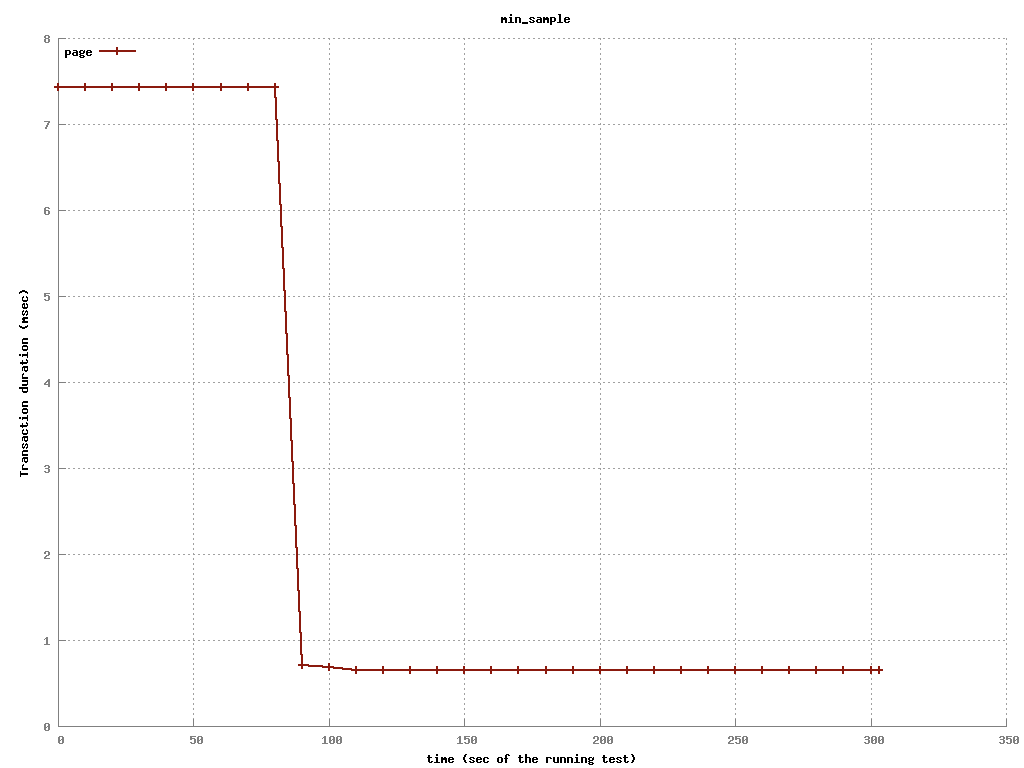 min_sample
page
8
7
6
5
4
3
2
1
0
Transaction duration (msec)
0 50 100 150 200 250 300 350
time (sec of the running test)